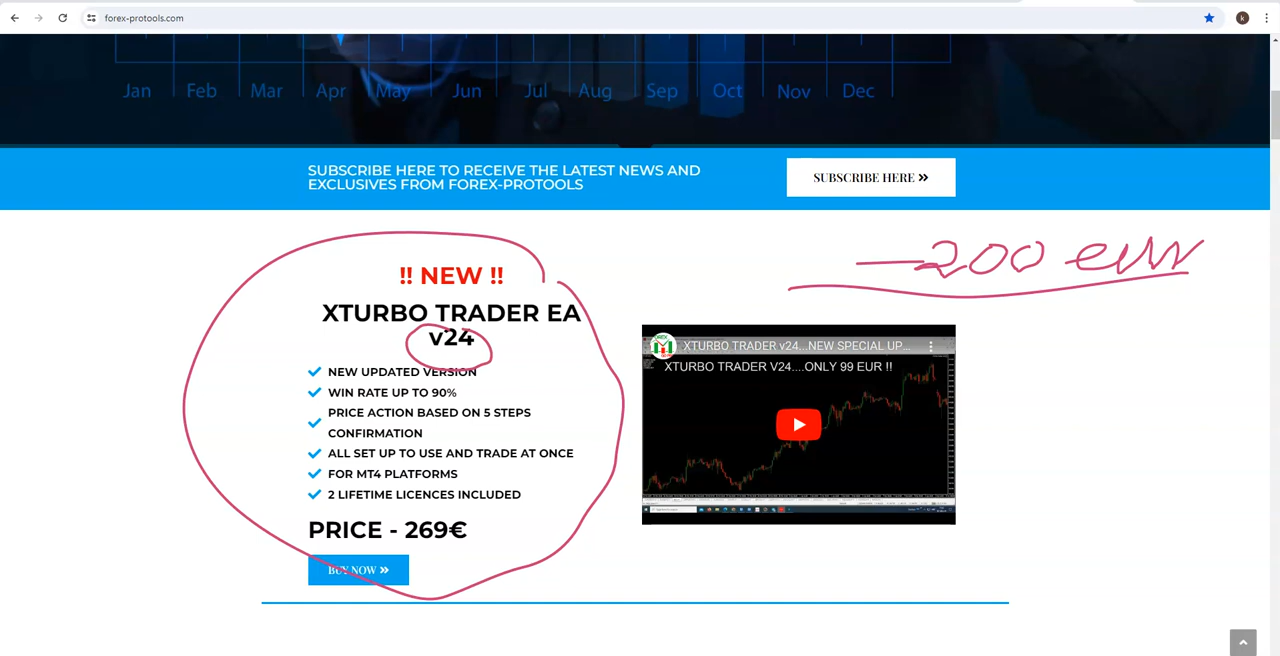 forex-protools.com
k
Jan Feb Mar Apr May Jun Jul Aug Sep Oct Nov Dec
SUBSCRIBE HERE TO RECEIVE THE LATEST NEWS AND
EXCLUSIVES FROM FOREX-PROTOOLS
SUBSCRIBE HERE »
!! NEW !!
XTURBO TRADER EA
v24
NEW UPDATED VERSION
WIN RATE UP TO 90%
PRICE ACTION BASED ON 5 STEPS
CONFIRMATION
ALL SET UP TO USE AND TRADE AT ONCE
FOR MT4 PLATFORMS
2 LIFETIME LICENCES INCLUDED
PRICE - 269€
BUY NOW »
—200 eur
XTURBO TRADER v24...NEW SPECIAL UP...
XTURBO TRADER V24....ONLY 99 EUR !!